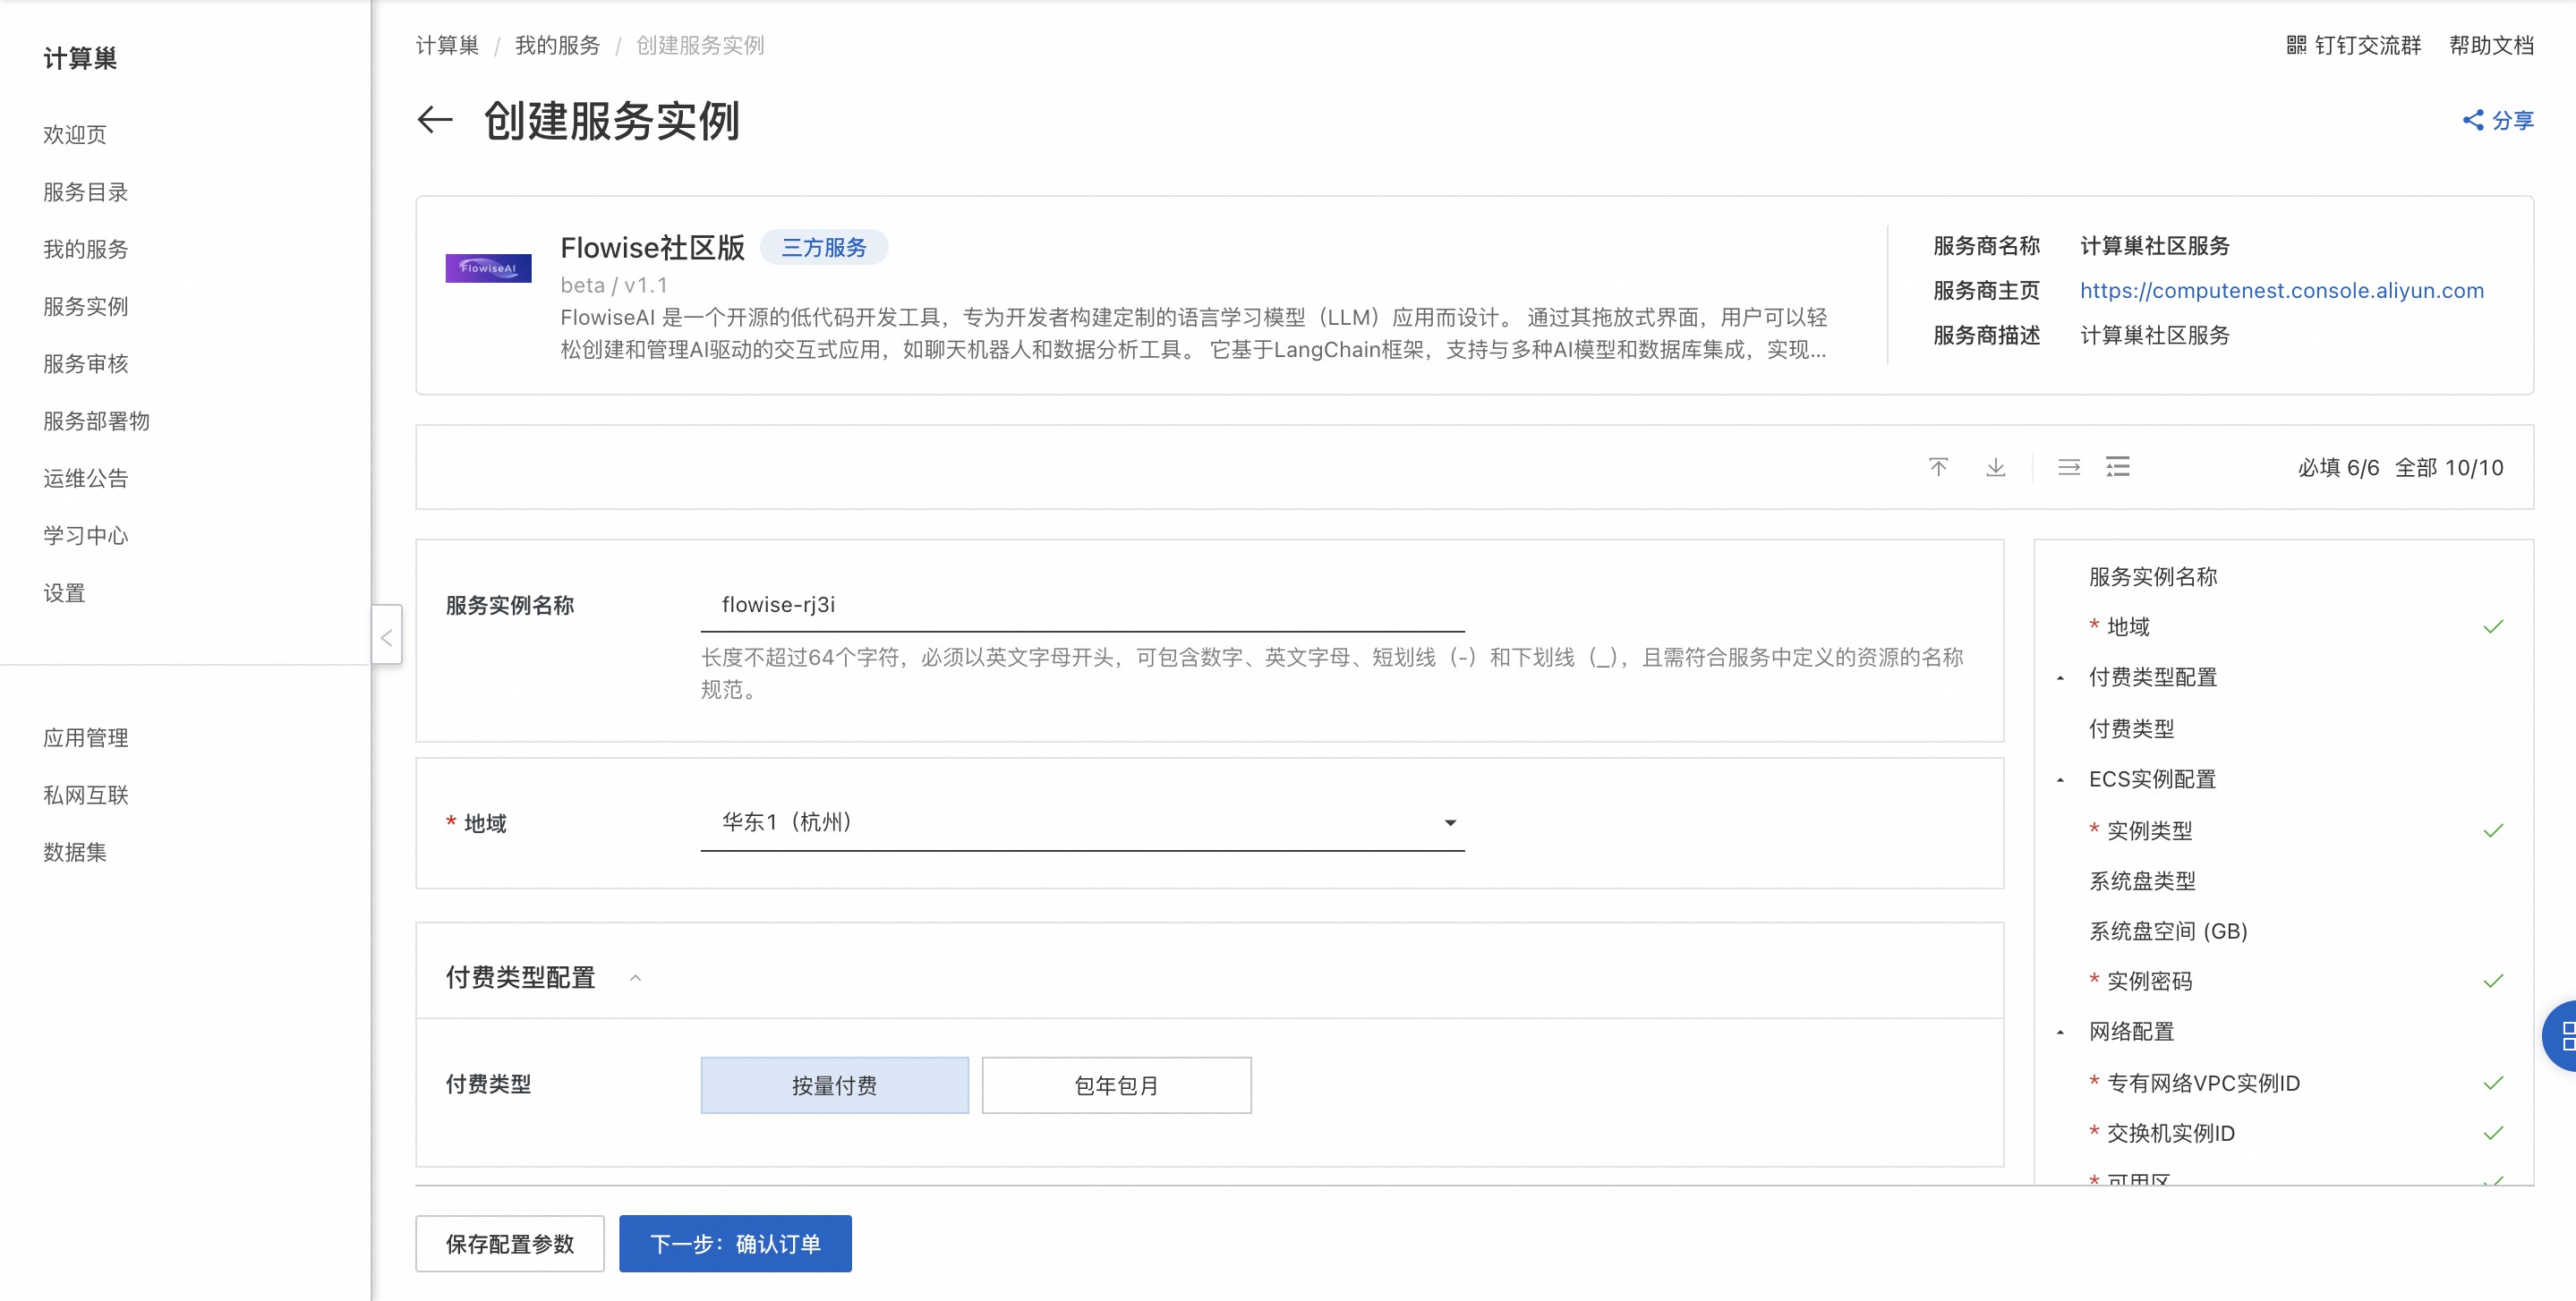 计算巢
欢迎页
服务目录
我的服务
服务实例
服务审核
服务部署物
运维公告
学习中心
设置
应用管理
私网互联
数据集
计算巢 / 我的服务 / 创建服务实例
钉钉交流群 帮助文档
创建服务实例
分享
FlowiseAI
Flowise社区版 三方服务
beta / v1.1
FlowiseAI 是一个开源的低代码开发工具，专为开发者构建定制的语言学习模型（LLM）应用而设计。 通过其拖放式界面，用户可以轻
松创建和管理AI驱动的交互式应用，如聊天机器人和数据分析工具。 它基于LangChain框架，支持与多种AI模型和数据库集成，实现...
服务商名称 计算巢社区服务
服务商主页 https://computenest.console.aliyun.com
服务商描述 计算巢社区服务
必填 6/6 全部 10/10
服务实例名称 flowise-rj3i
长度不超过64个字符，必须以英文字母开头，可包含数字、英文字母、短划线（-）和下划线（_），且需符合服务中定义的资源的名称
规范。
* 地域 华东1（杭州）
付费类型配置
付费类型 按量付费 包年包月
服务实例名称
* 地域
付费类型配置
付费类型
ECS实例配置
* 实例类型
系统盘类型
系统盘空间 (GB)
* 实例密码
网络配置
* 专有网络VPC实例ID
* 交换机实例ID
* 可用区
保存配置参数 下一步：确认订单